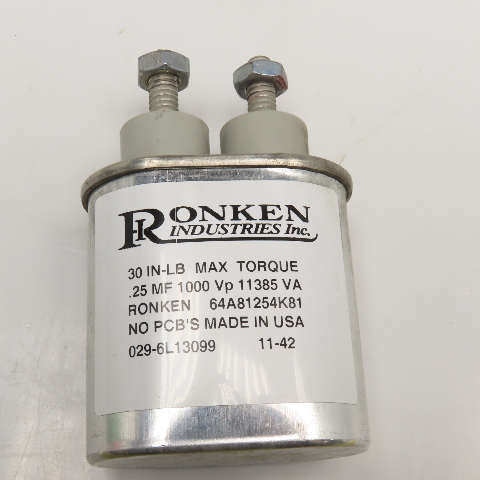 RONKEN
INDUSTRIES Inc.
30 IN-LB MAX TORQUE
.25 MF 1000 Vp 11385 VA
RONKEN 64A81254K81
NO PCB'S MADE IN USA
029-6L13099 11-42